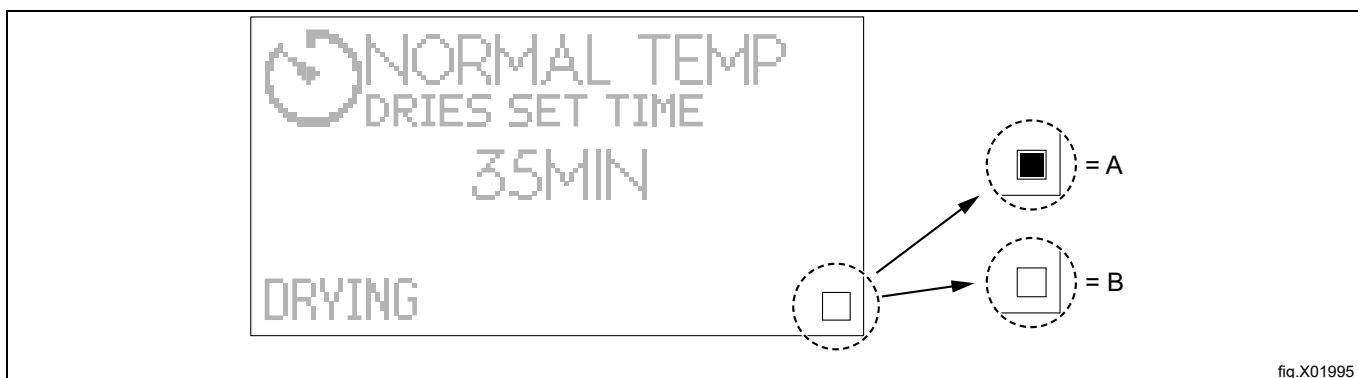 NORMAL TEMP
DRIES SET TIME
35MIN
DRYING
= A
= B
fig.X01995